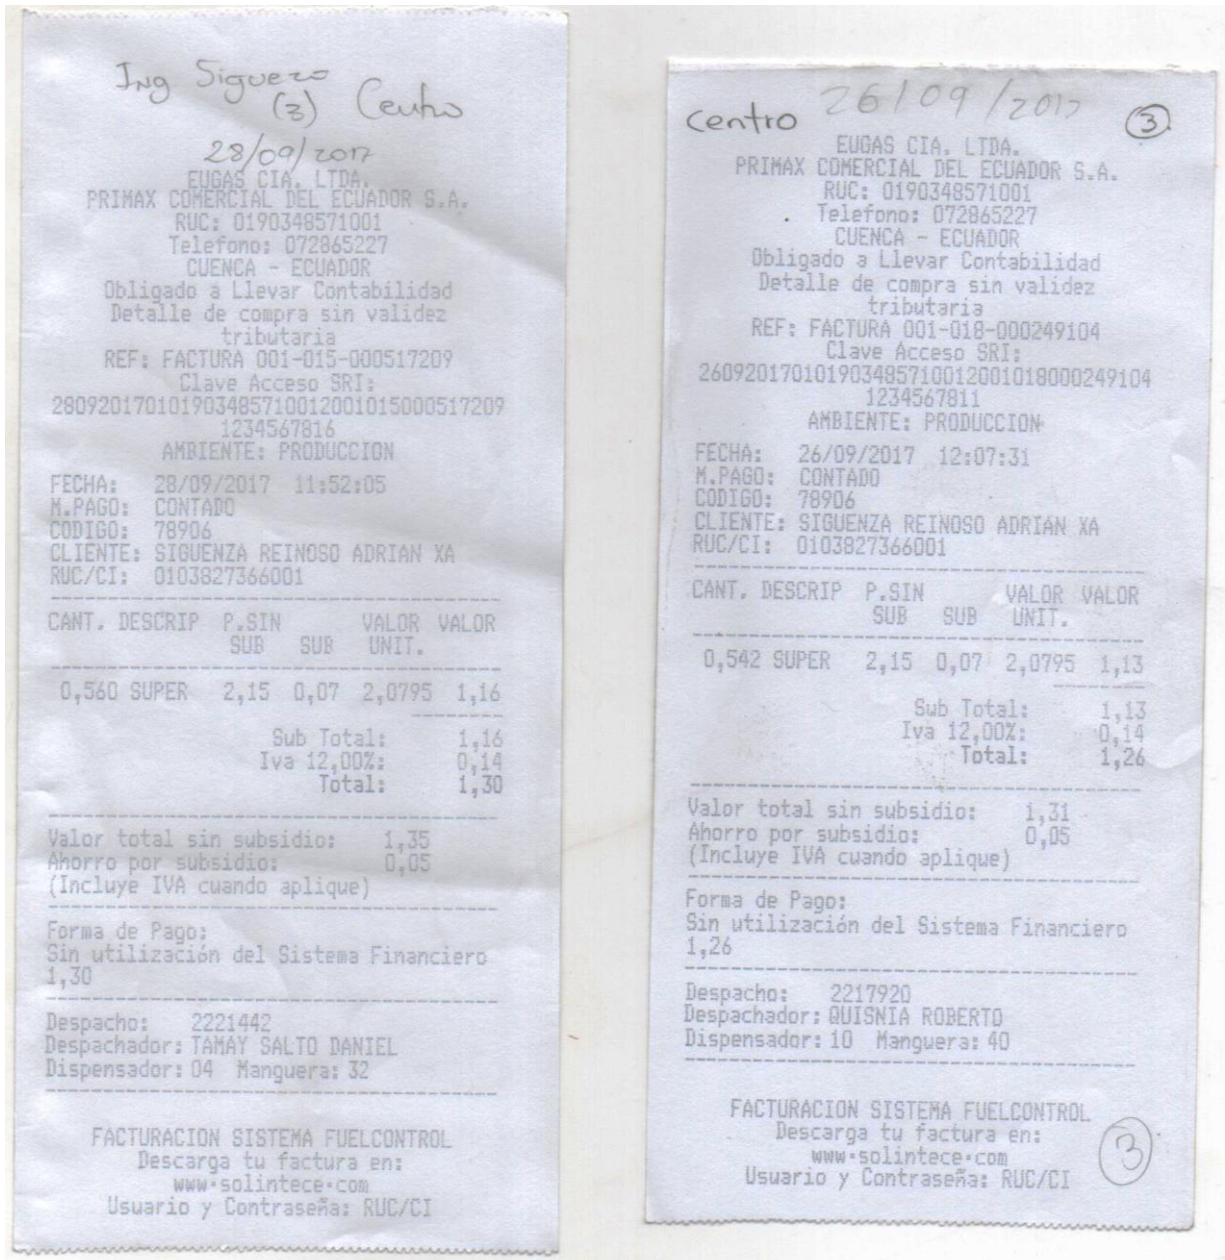 Ing Siguenza
(3) Centro
28/09/2017
EUGAS CIA. LTDA.
PRIMAX COMERCIAL DEL ECUADOR S.A.
RUC: 0190348571001
Telefono: 072865227
CUENCA - ECUADOR
Obligado a Llevar Contabilidad
Detalle de compra sin validez
tributaria
REF: FACTURA 001-015-000517209
Clave Acceso SRI:
280920170101903485710012001015000517209
1234567816
AMBIENTE: PRODUCCION
FECHA: 28/09/2017 11:52:05
M.PAGO: CONTADO
CODIGO: 78906
CLIENTE: SIGUENZA REINOSO ADRIAN XA
RUC/CI: 0103827366001
CANT. DESCRIP P.SIN VALOR VALOR
SUB SUB UNIT.
0,560 SUPER 2,15 0,07 2,0795 1,16
Sub Total: 1,16
Iva 12,00%: 0,14
Total: 1,30
Valor total sin subsidio: 1,35
Ahorro por subsidio: 0,05
(Incluye IVA cuando aplique)
Forma de Pago:
Sin utilización del Sistema Financiero
1,30
Despacho: 2221442
Despachador: TAMAY SALTO DANIEL
Dispensador: 04 Manguera: 32
FACTURACION SISTEMA FUELCONTROL
Descarga tu factura en:
www.solintece.com
Usuario y Contraseña: RUC/CI
centro 26/09/2017 3
EUGAS CIA. LTDA.
PRIMAX COMERCIAL DEL ECUADOR S.A.
RUC: 0190348571001
Telefono: 072865227
CUENCA - ECUADOR
Obligado a Llevar Contabilidad
Detalle de compra sin validez
tributaria
REF: FACTURA 001-018-000249104
Clave Acceso SRI:
260920170101903485710012001018000249104
1234567811
AMBIENTE: PRODUCCION
FECHA: 26/09/2017 12:07:31
M.PAGO: CONTADO
CODIGO: 78906
CLIENTE: SIGUENZA REINOSO ADRIAN XA
RUC/CI: 0103827366001
CANT. DESCRIP P.SIN VALOR VALOR
SUB SUB UNIT.
0,542 SUPER 2,15 0,07 2,0795 1,13
Sub Total: 1,13
Iva 12,00%: 0,14
Total: 1,26
Valor total sin subsidio: 1,31
Ahorro por subsidio: 0,05
(Incluye IVA cuando aplique)
Forma de Pago:
Sin utilización del Sistema Financiero
1,26
Despacho: 2217920
Despachador: QUISNIA ROBERTO
Dispensador: 10 Manguera: 40
FACTURACION SISTEMA FUELCONTROL
Descarga tu factura en:
www.solintece.com
Usuario y Contraseña: RUC/CI
3